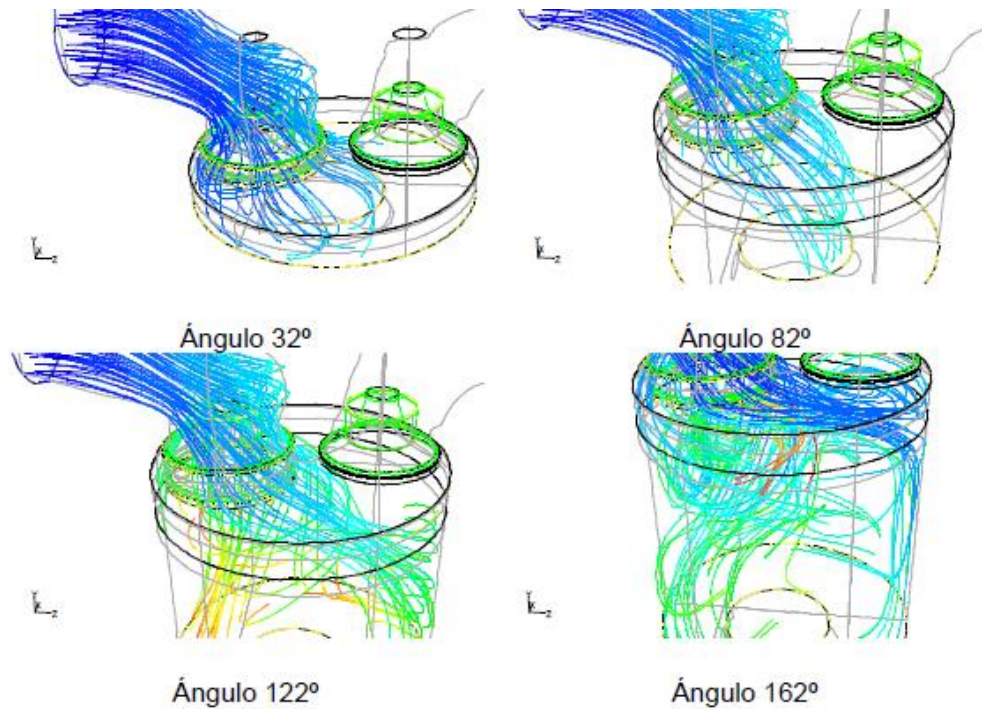 Y
X
Z
Y
X
Z
Ángulo 32º
Ángulo 82º
Y
X
Z
Y
X
Z
Ángulo 122º
Ángulo 162º